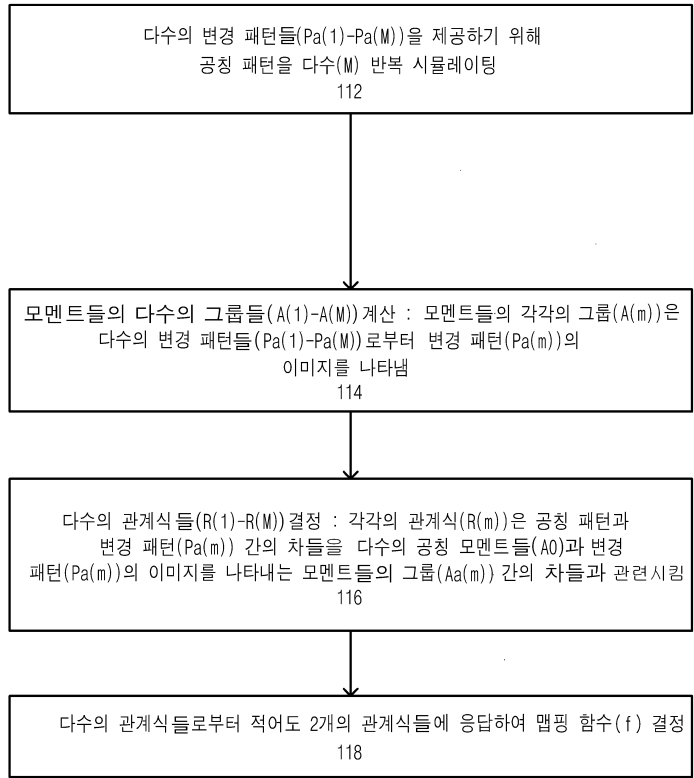 다수의 변경 패턴들(Pa(1)-Pa(M))을 제공하기 위해
공칭 패턴을 다수(M) 반복 시뮬레이팅
112
모멘트들의 다수의 그룹들(A(1)-A(M))계산 : 모멘트들의 각각의 그룹(A(m))은
다수의 변경 패턴들(Pa(1)-Pa(M))로부터 변경 패턴(Pa(m))의
이미지를 나타냄
114
다수의 관계식들(R(1)-R(M))결정 : 각각의 관계식(R(m))은 공칭 패턴과
변경 패턴(Pa(m)) 간의 차들을 다수의 공칭 모멘트들(A0)과 변경
패턴(Pa(m))의 이미지를 나타내는 모멘트들의 그룹(Aa(m)) 간의 차들과 관련시킴
116
다수의 관계식들로부터 적어도 2개의 관계식들에 응답하여 맵핑 함수(f) 결정
118